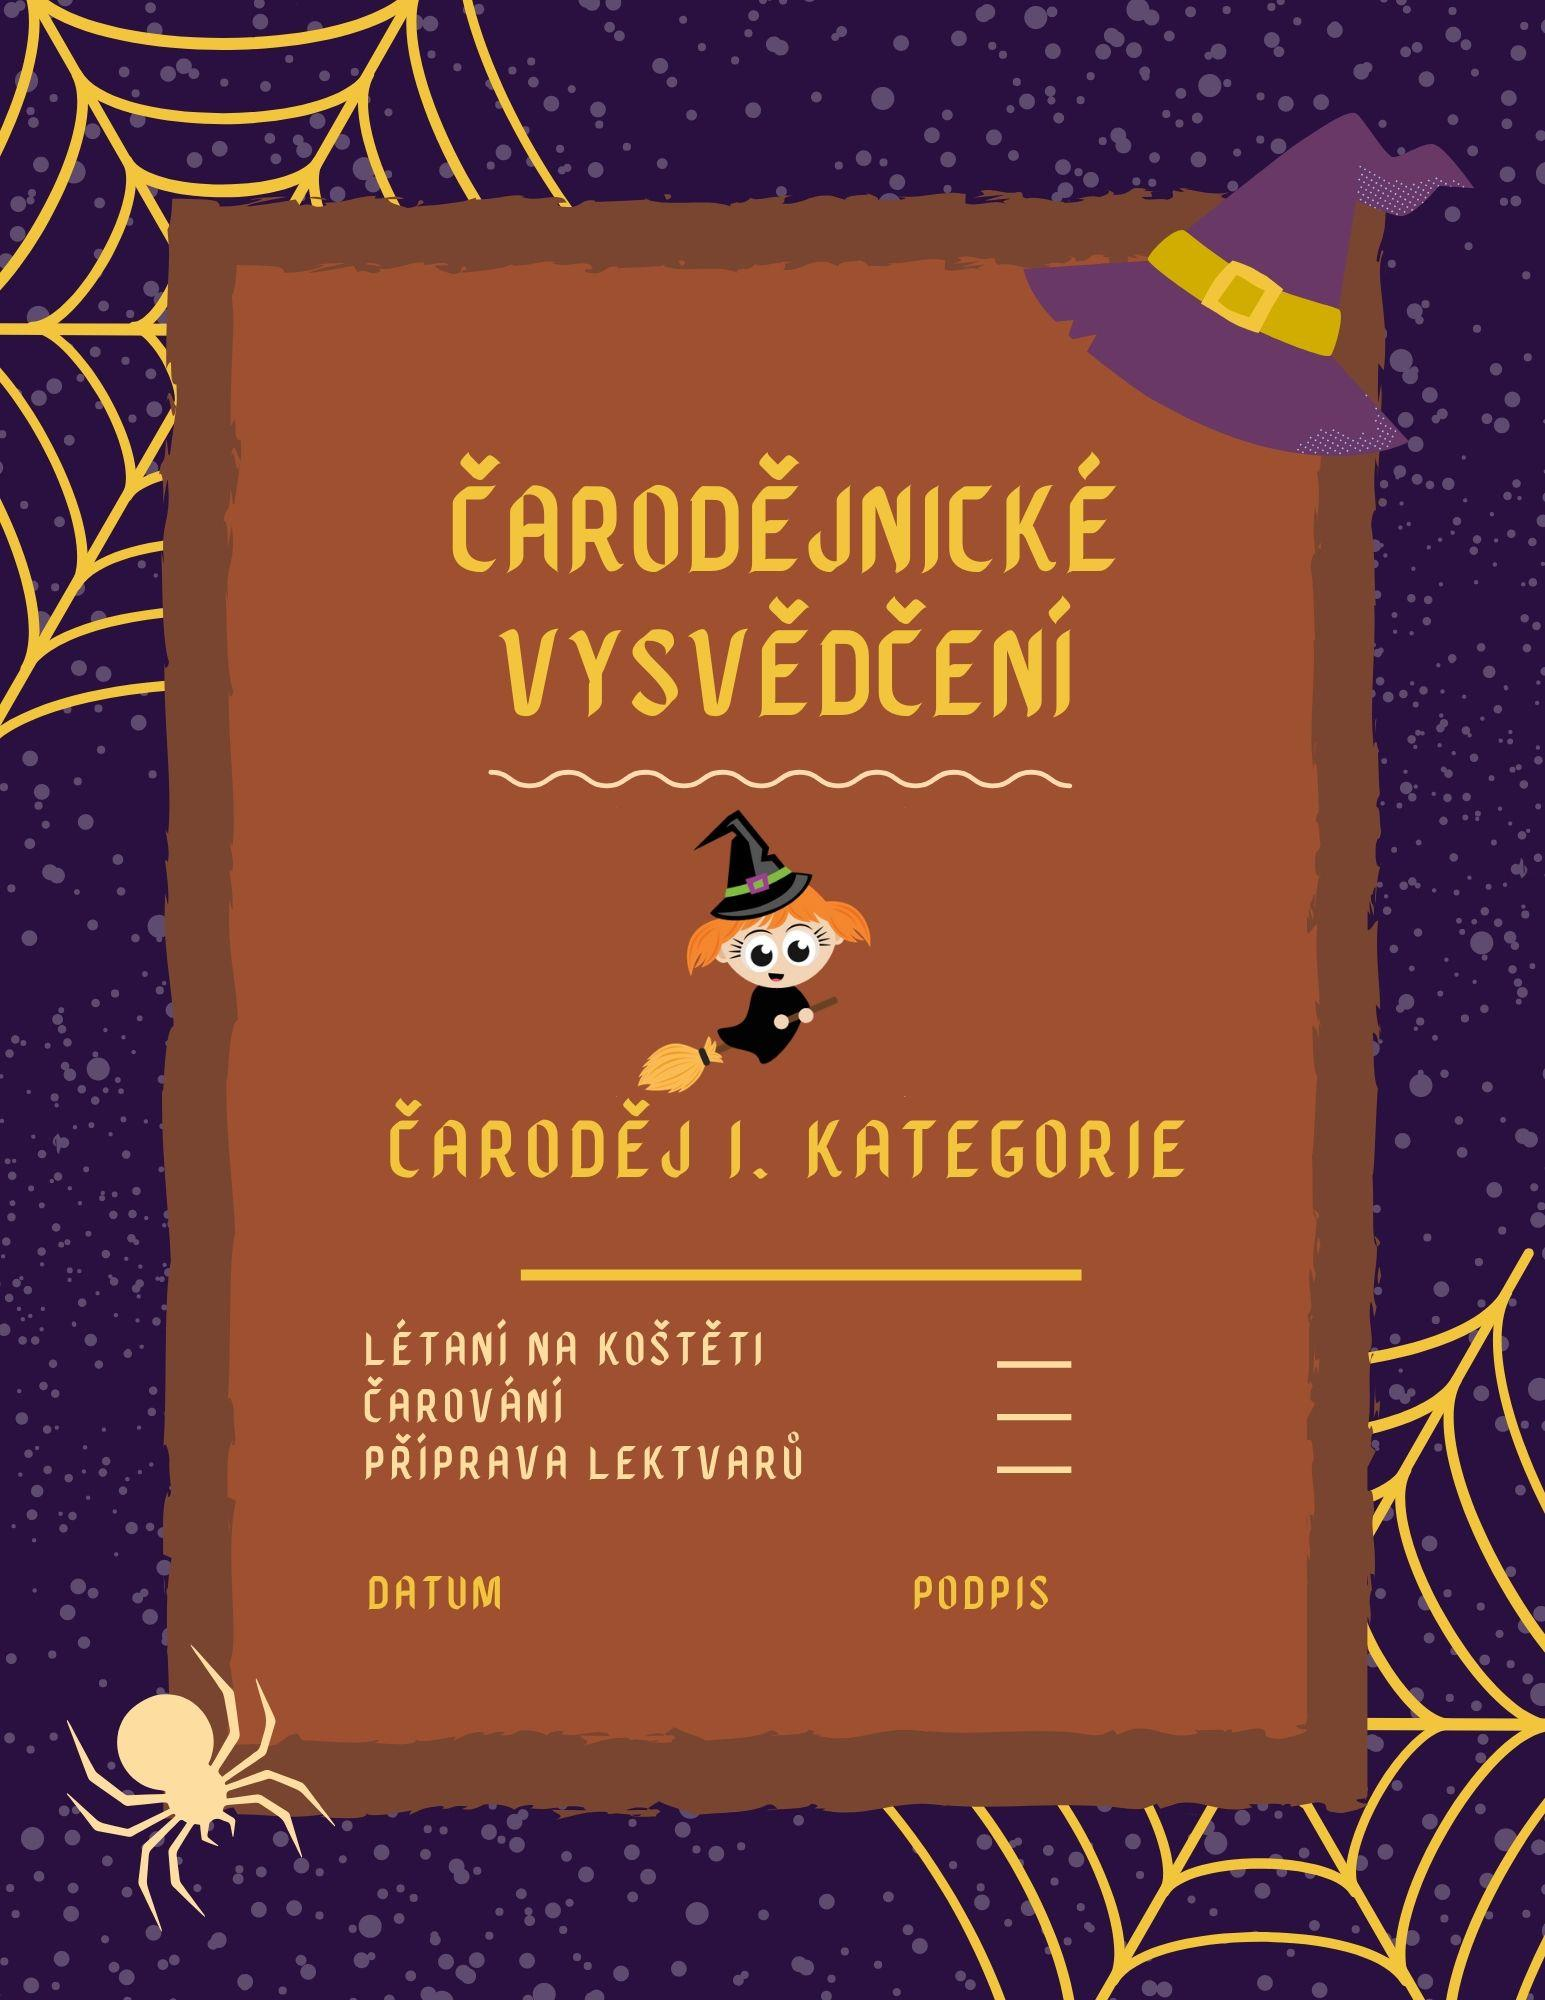 ČARODĚJNICKÉ
VYSVĚDČENÍ
ČARODĚJ I. KATEGORIE
LÉTANÍ NA KOŠTĚTI
ČAROVÁNÍ
PŘÍPRAVA LEKTVARŮ
DATUM PODPIS